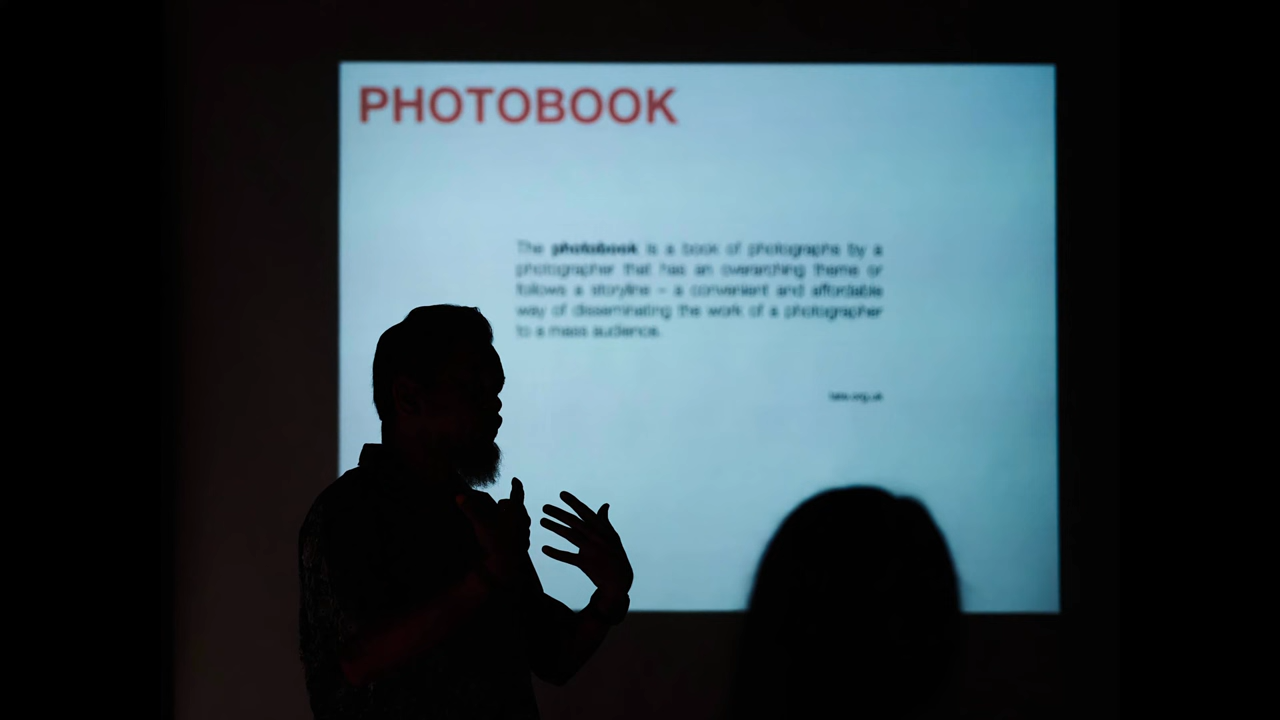 PHOTOBOOK
The photobook is a book of photographs by a
photographer that has an overarching theme or
follows a storyline – a convenient and affordable
way of disseminating the work of a photographer
to a mass audience.
tate.org.uk